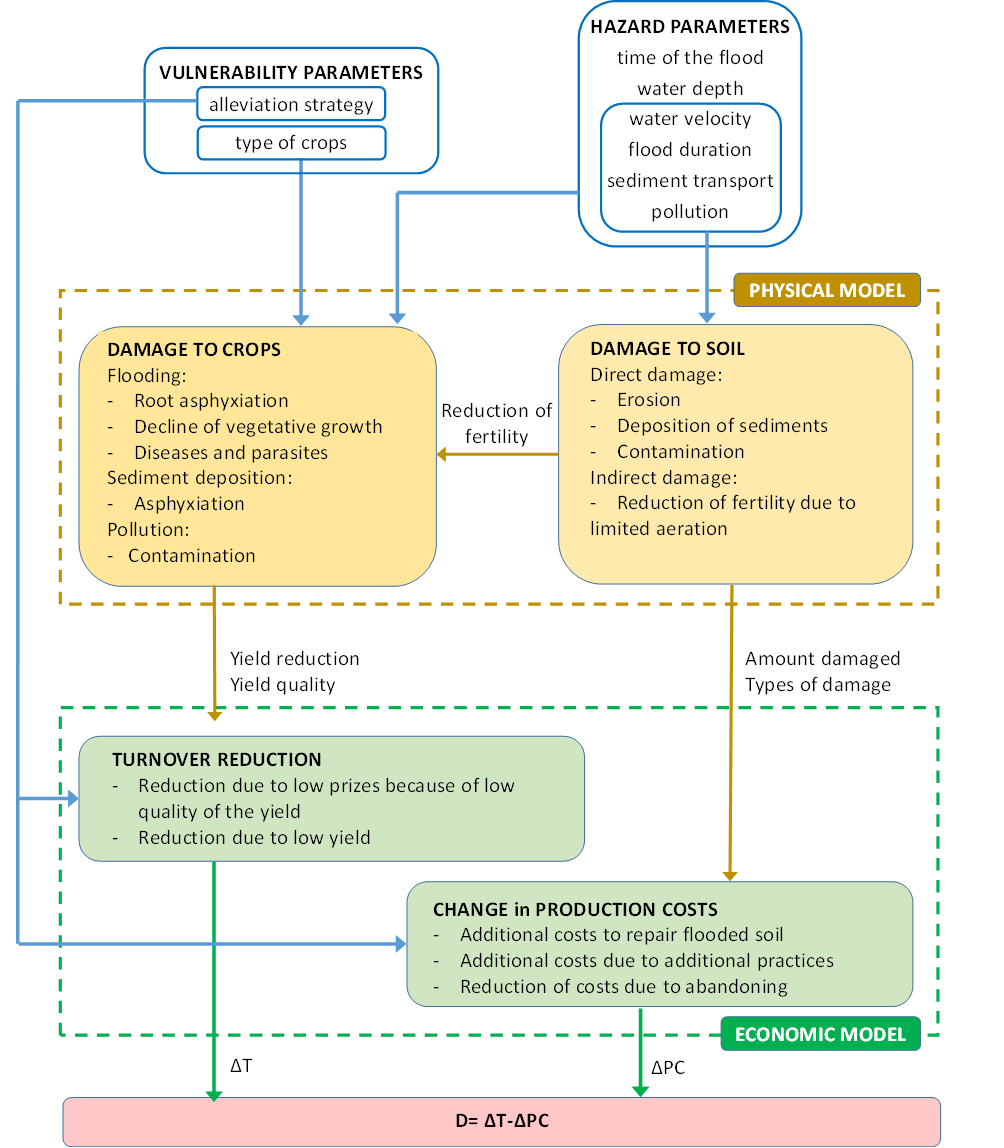 VULNERABILITY PARAMETERS
alleviation strategy
type of crops
HAZARD PARAMETERS
time of the flood
water depth
water velocity
flood duration
sediment transport
pollution
PHYSICAL MODEL
DAMAGE TO CROPS
Flooding:
- Root asphyxiation
- Decline of vegetative growth
- Diseases and parasites
Sediment deposition:
- Asphyxiation
Pollution:
- Contamination
Reduction of
fertility
DAMAGE TO SOIL
Direct damage:
- Erosion
- Deposition of sediments
- Contamination
Indirect damage:
- Reduction of fertility due to
limited aeration
Yield reduction
Yield quality
Amount damaged
Types of damage
TURNOVER REDUCTION
- Reduction due to low prizes because of low
quality of the yield
- Reduction due to low yield
CHANGE in PRODUCTION COSTS
- Additional costs to repair flooded soil
- Additional costs due to additional practices
- Reduction of costs due to abandoning
ECONOMIC MODEL
ΔT
ΔPC
D= ΔT-ΔPC